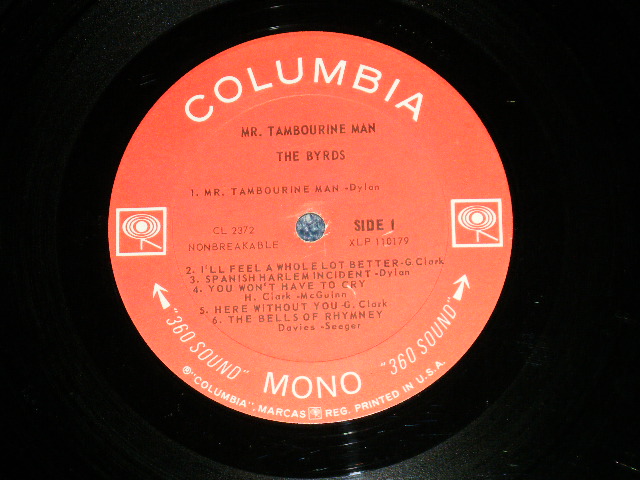 COLUMBIA
MR. TAMBOURINE MAN
THE BYRDS
1. MR. TAMBOURINE MAN -Dylan
CL 2372
NONBREAKABLE
SIDE 1
XLP 110179
2. I'LL FEEL A WHOLE LOT BETTER-G. Clark
3. SPANISH HARLEM INCIDENT -Dylan
4. YOU WON'T HAVE TO CRY
H. Clark -McGuinn
5. HERE WITHOUT YOU -G. Clark
6. THE BELLS OF RHYMNEY
Davies -Seeger
"360 SOUND"
MONO
"360 SOUND"
® "COLUMBIA", MARCAS REG. PRINTED IN U.S.A.